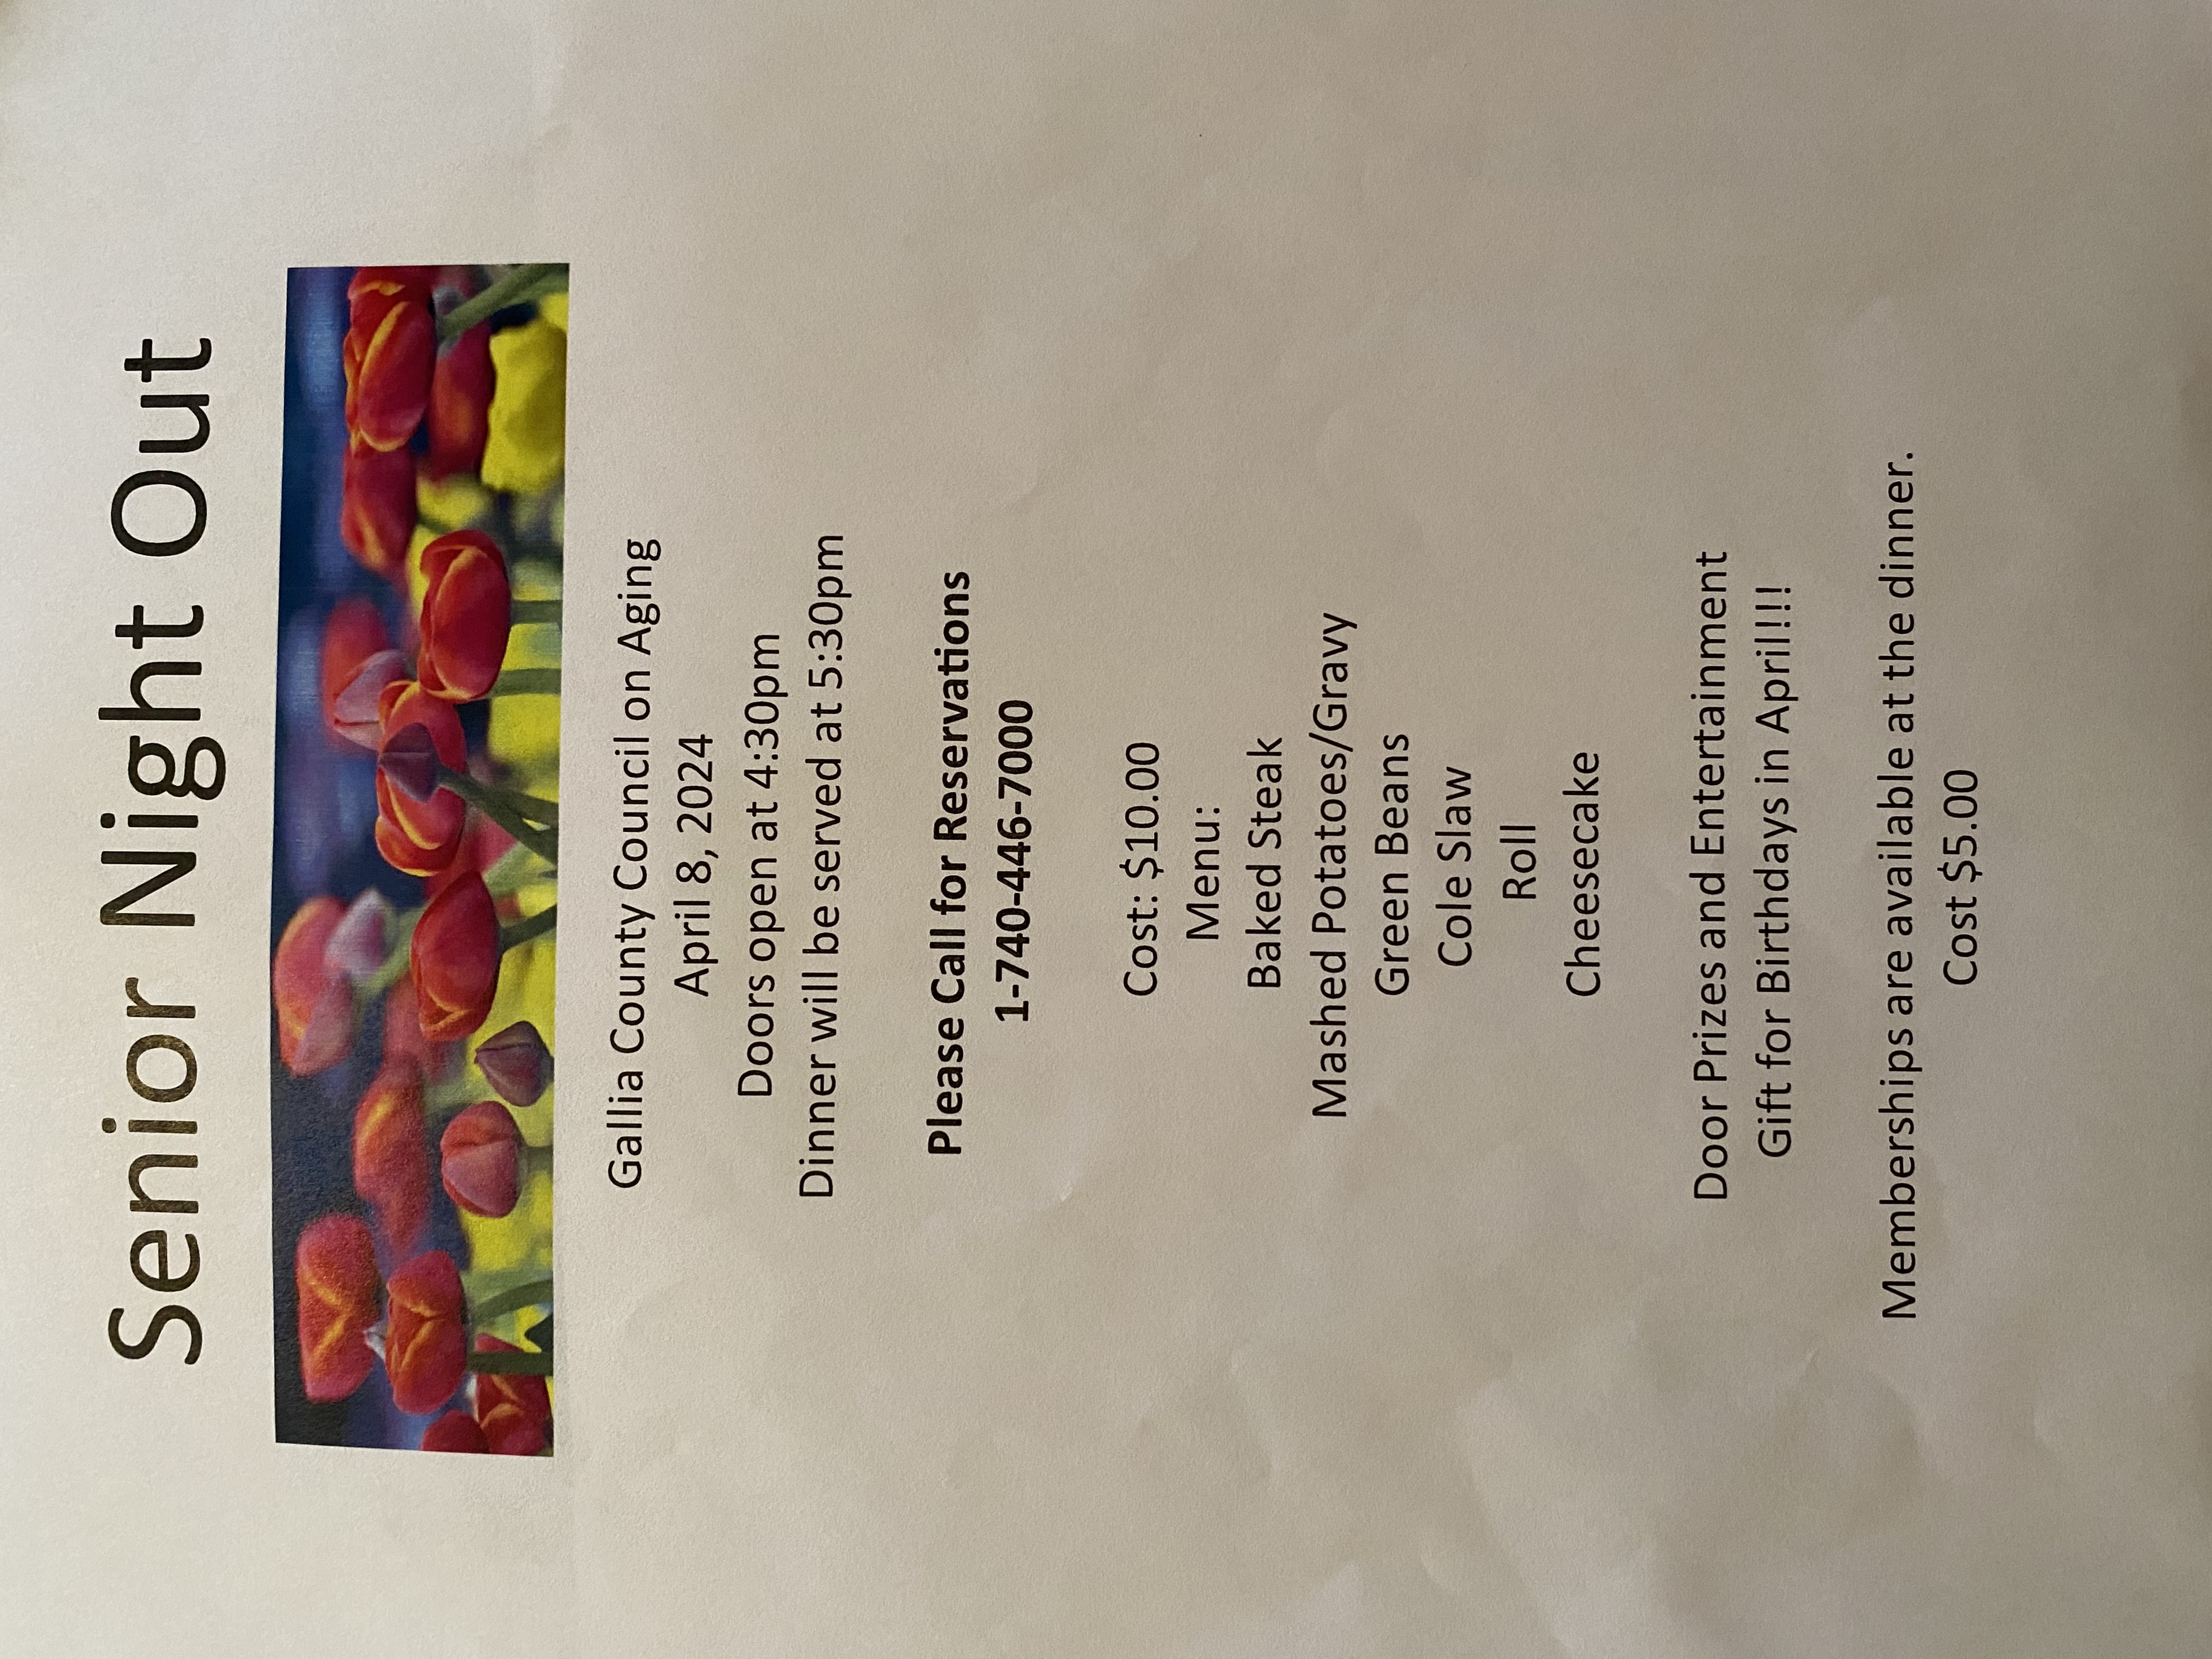 Senior Night Out
Gallia County Council on Aging
April 8, 2024
Doors open at 4:30pm
Dinner will be served at 5:30pm
Please Call for Reservations
1-740-446-7000
Cost: $10.00
Menu:
Baked Steak
Mashed Potatoes/Gravy
Green Beans
Cole Slaw
Roll
Cheesecake
Door Prizes and Entertainment
Gift for Birthdays in April!!!
Memberships are available at the dinner.
Cost $5.00